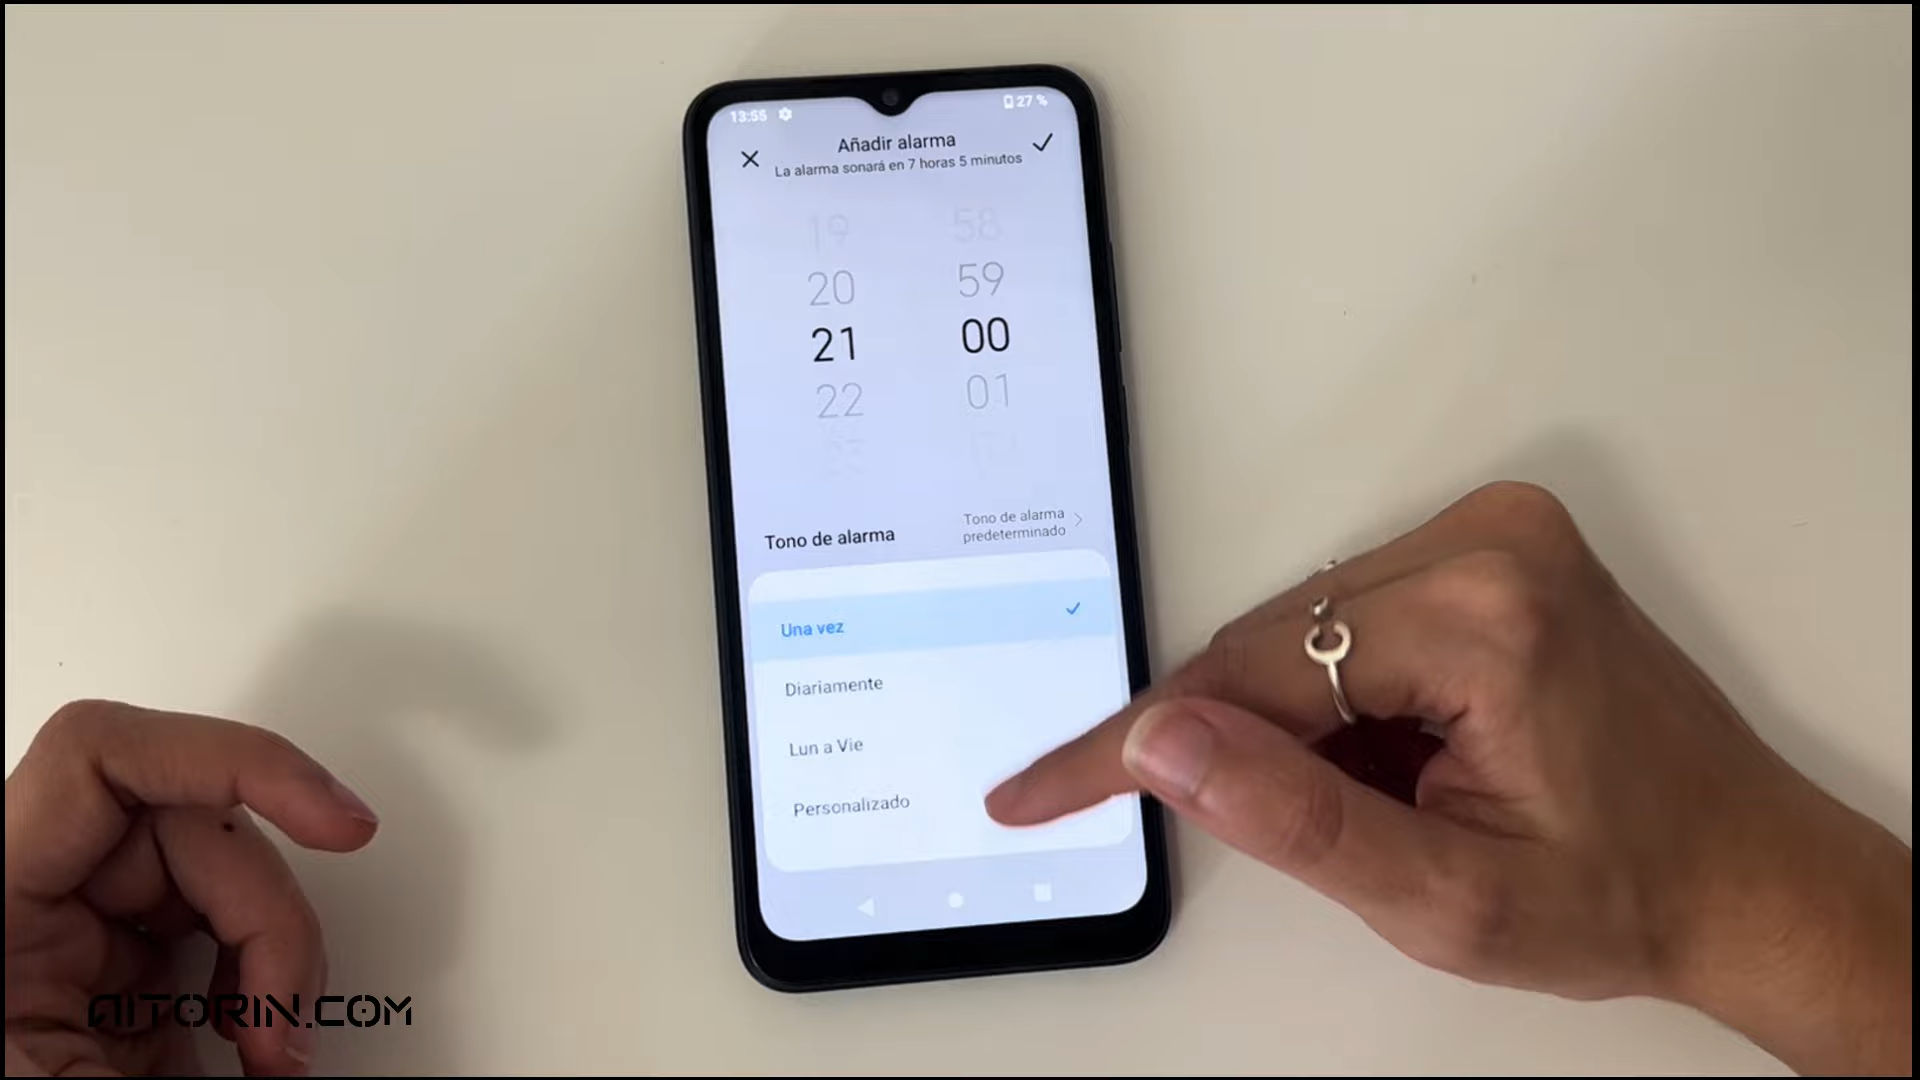 13:55
27 %
Añadir alarma
La alarma sonará en 7 horas 5 minutos
19 58
20 59
21 00
22 01
Tono de alarma
Tono de alarma
predeterminado
Una vez
Diariamente
Lun a Vie
Personalizado
AITORIN.COM